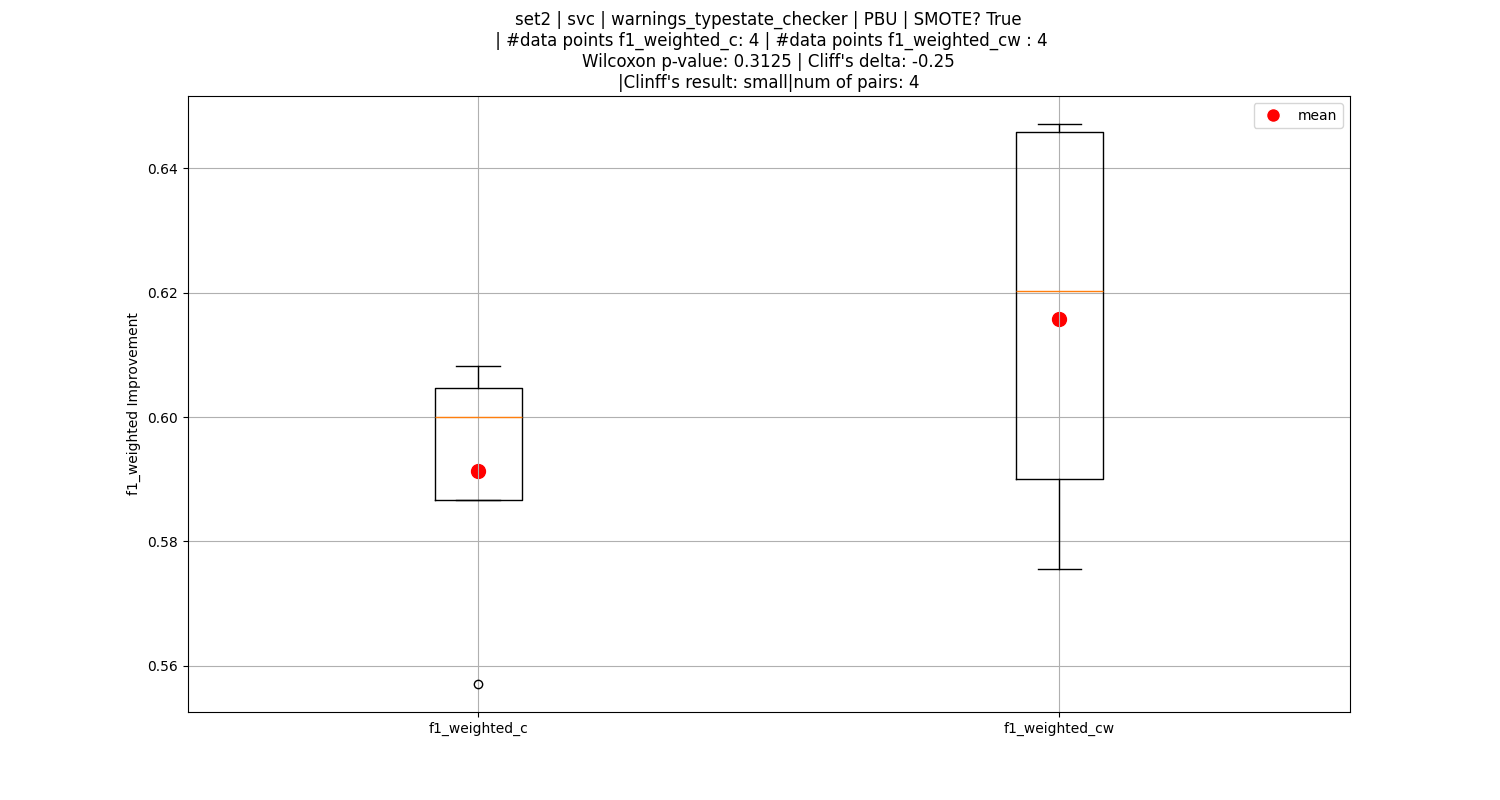 set2 | svc | warnings_typestate_checker | PBU | SMOTE? True
| #data points f1_weighted_c: 4 | #data points f1_weighted_cw : 4
Wilcoxon p-value: 0.3125 | Cliff's delta: -0.25
|Clinff's result: small|num of pairs: 4
mean
0.64
0.62
0.60
0.58
0.56
f1_weighted Improvement
f1_weighted_c
f1_weighted_cw